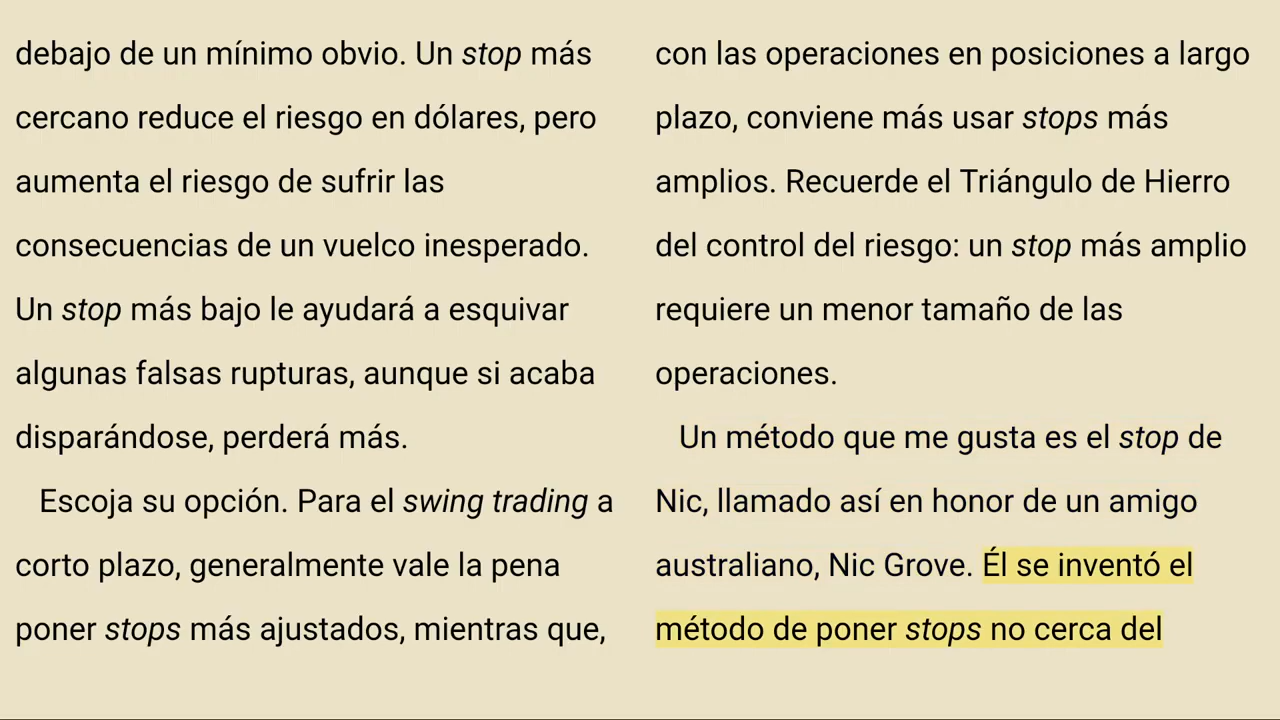 debajo de un mínimo obvio. Un stop más
cercano reduce el riesgo en dólares, pero
aumenta el riesgo de sufrir las
consecuencias de un vuelco inesperado.
Un stop más bajo le ayudará a esquivar
algunas falsas rupturas, aunque si acaba
disparándose, perderá más.
Escoja su opción. Para el swing trading a
corto plazo, generalmente vale la pena
poner stops más ajustados, mientras que,
con las operaciones en posiciones a largo
plazo, conviene más usar stops más
amplios. Recuerde el Triángulo de Hierro
del control del riesgo: un stop más amplio
requiere un menor tamaño de las
operaciones.
Un método que me gusta es el stop de
Nic, llamado así en honor de un amigo
australiano, Nic Grove. Él se inventó el
método de poner stops no cerca del